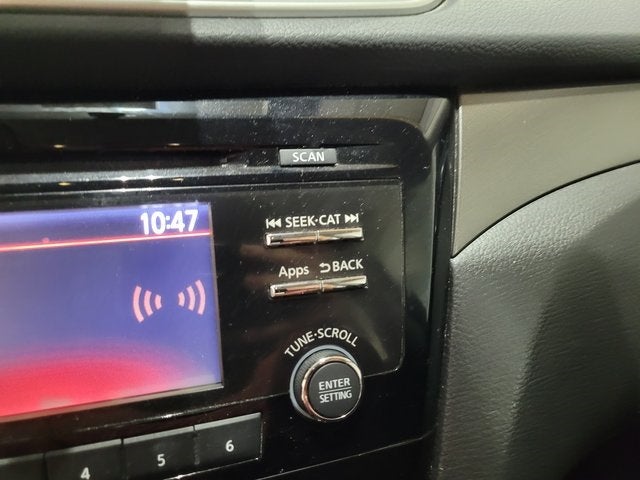 SCAN
10:47
SEEK·CAT
Apps BACK
TUNE·SCROLL
ENTER
SETTING
4 5 6